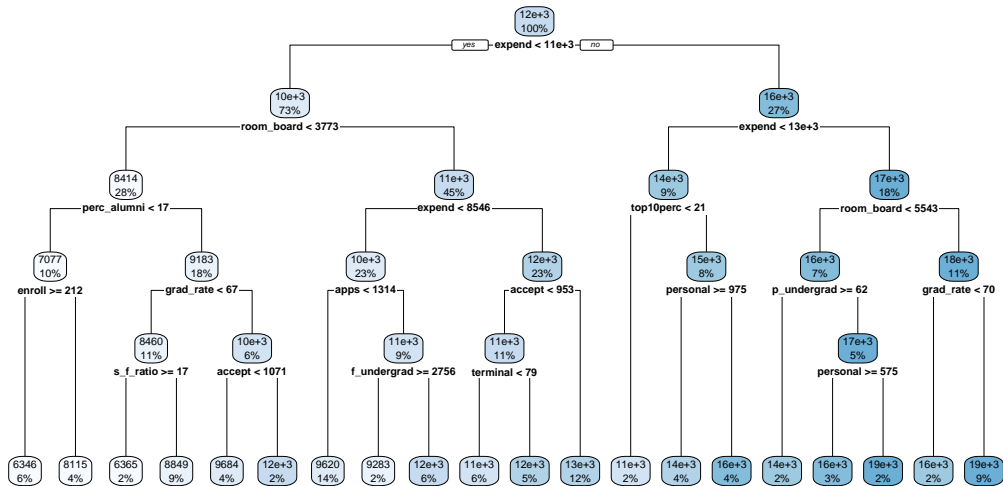 12e+3
100%
yes expend < 11e+3 no
10e+3 16e+3
73% 27%
room_board < 3773 expend < 13e+3
8414 11e+3 14e+3 17e+3
28% 45% 9% 18%
perc_alumni < 17 expend < 8546 top10perc < 21 room_board < 5543
7077 9183 10e+3 12e+3 15e+3 16e+3 18e+3
10% 18% 23% 23% 8% 7% 11%
enroll >= 212 grad_rate < 67 apps < 1314 accept < 953 personal >= 975 p_undergrad >= 62 grad_rate < 70
8460 10e+3 11e+3 11e+3 17e+3
11% 6% 9% 11% 5%
s_f_ratio >= 17 accept < 1071 f_undergrad >= 2756 terminal < 79 personal >= 575
6346 8115 6365 8849 9684 12e+3 9620 9283 12e+3 11e+3 12e+3 13e+3 11e+3 14e+3 16e+3 14e+3 16e+3 19e+3 16e+3 19e+3
6% 4% 2% 9% 4% 2% 14% 2% 6% 6% 5% 12% 2% 4% 4% 2% 3% 2% 2% 9%